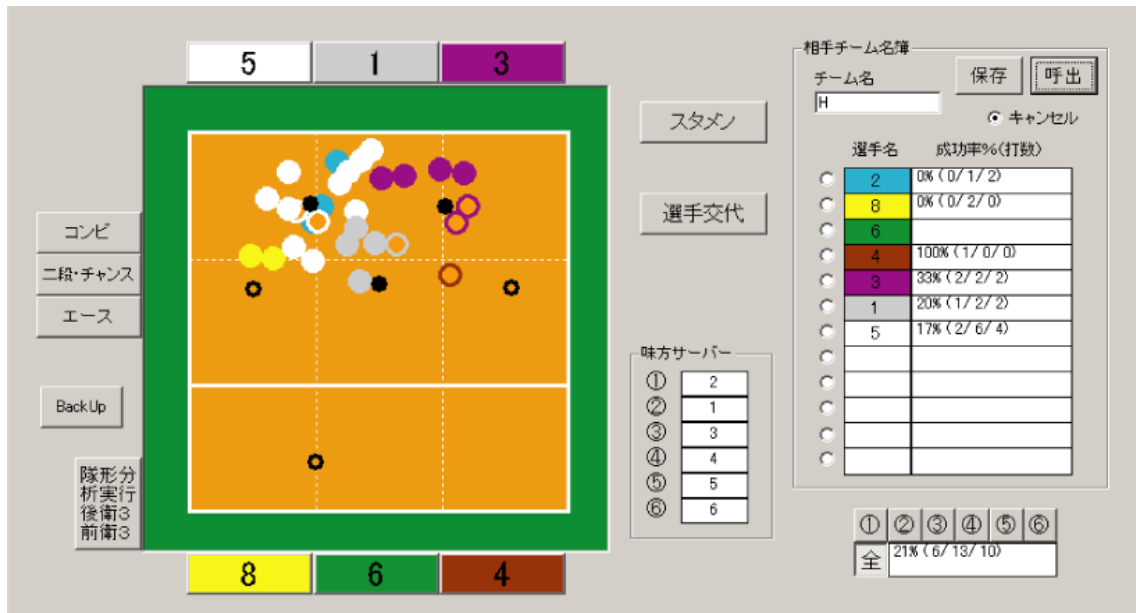 5 1 3
コンビ
二段・チャンス
エース
BackUp
隊形分
析実行
後衛3
前衛3
8 6 4
スタメン
選手交代
味方サーバー
① 2
② 1
③ 3
④ 4
⑤ 5
⑥ 6
相手チーム名簿
チーム名
H
保存
呼出
キャンセル
選手名 成功率%(打数)
2 0% ( 0/ 1/ 2)
8 0% ( 0/ 2/ 0)
6
4 100% ( 1/ 0/ 0)
3 33% ( 2/ 2/ 2)
1 20% ( 1/ 2/ 2)
5 17% ( 2/ 6/ 4)
① ② ③ ④ ⑤ ⑥
全 21% ( 6/ 13/ 10)